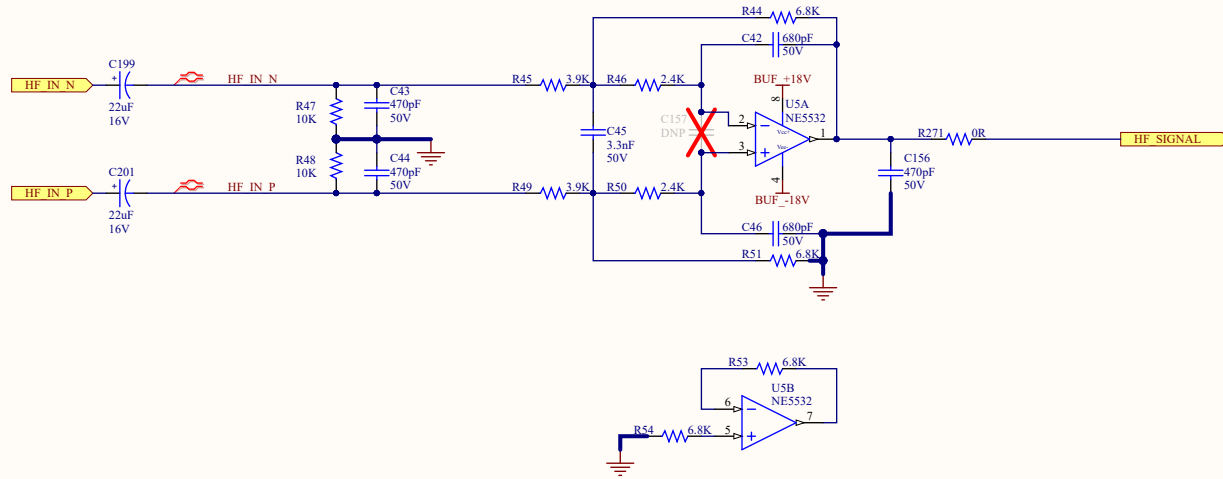 R44 6.8K
C42 680pF
50V
C199
HF_IN_N
+
22uF
16V
HF_IN_N
R47
10K
C43
470pF
50V
R45 3.9K
R46 2.4K
BUF_+18V
8
U5A
NE5532
C157
DNP
2
3
Vcc+
Vcc-
1
4
BUF_-18V
C45
3.3nF
50V
R271 0R
HF_SIGNAL
C156
470pF
50V
R48
10K
C44
470pF
50V
C201
HF_IN_P
+
22uF
16V
HF_IN_P
R49 3.9K
R50 2.4K
C46 680pF
50V
R51 6.8K
R53 6.8K
U5B
NE5532
6
7
R54 6.8K
5